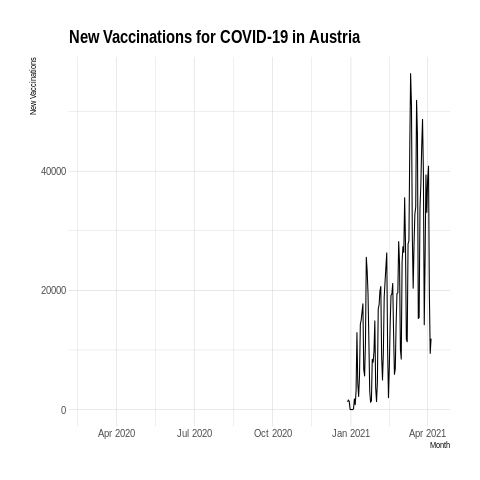 New Vaccinations for COVID-19 in Austria
New Vaccinations
40000
20000
0
Apr 2020
Jul 2020
Oct 2020
Jan 2021
Apr 2021
Month